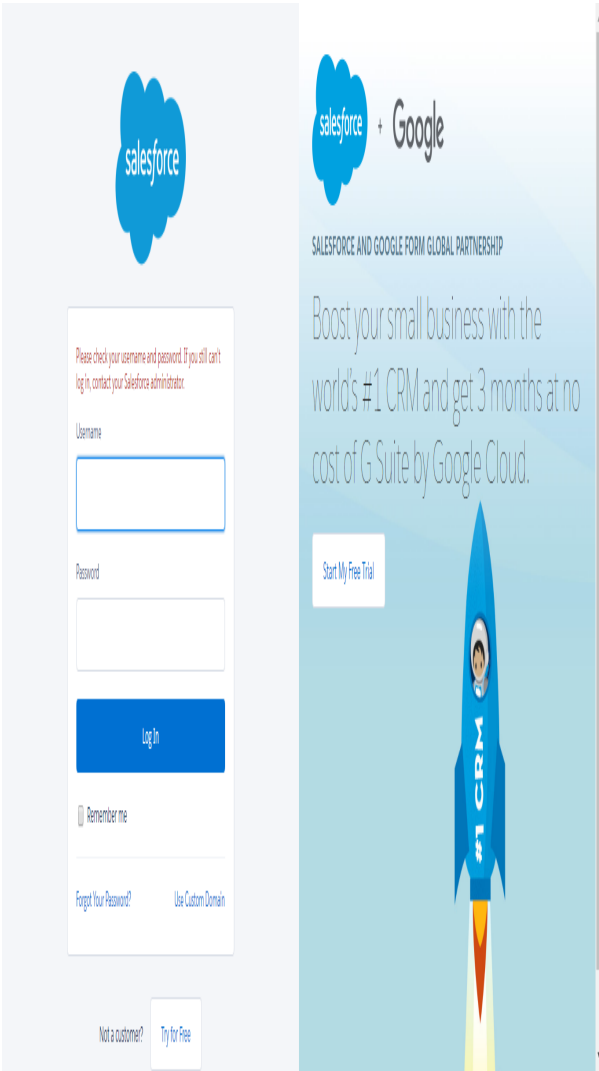 salesforce
Please check your username and password. If you still can't
log in, contact your Salesforce administrator.
Username
Password
Log In
Remember me
Forgot Your Password?
Use Custom Domain
Not a customer?
Try for Free
salesforce + Google
SALESFORCE AND GOOGLE FORM GLOBAL PARTNERSHIP
Boost your small business with the
world's #1 CRM and get 3 months at no
cost of G Suite by Google Cloud.
Start My Free Trial
#1 CRM